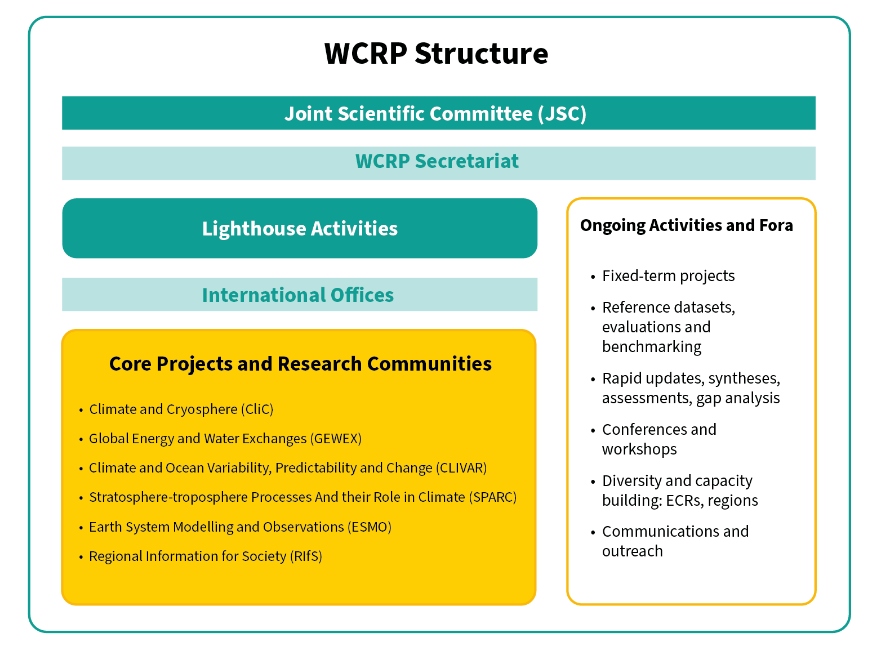 WCRP Structure
Joint Scientific Committee (JSC)
WCRP Secretariat
Lighthouse Activities
International Offices
Core Projects and Research Communities
• Climate and Cryosphere (CliC)
• Global Energy and Water Exchanges (GEWEX)
• Climate and Ocean Variability, Predictability and Change (CLIVAR)
• Stratosphere-troposphere Processes And their Role in Climate (SPARC)
• Earth System Modelling and Observations (ESMO)
• Regional Information for Society (RIfS)
Ongoing Activities and Fora
• Fixed-term projects
• Reference datasets,
evaluations and
benchmarking
• Rapid updates, syntheses,
assessments, gap analysis
• Conferences and
workshops
• Diversity and capacity
building: ECRs, regions
• Communications and
outreach